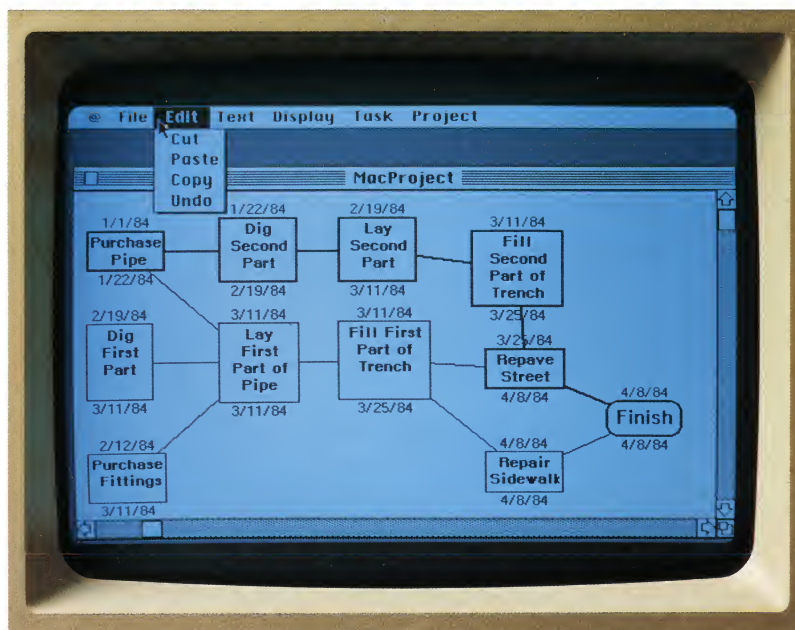 @ File Edit Text Display Task Project
Cut
Paste
Copy
Undo
MacProject
1/1/84
Purchase
Pipe
1/22/84
1/22/84
Dig
Second
Part
2/19/84
2/19/84
Lay
Second
Part
3/11/84
3/11/84
Fill
Second
Part of
Trench
3/25/84
2/19/84
Dig
First
Part
3/11/84
3/11/84
Lay
First
Part of
Pipe
3/11/84
3/11/84
Fill First
Part of
Trench
3/25/84
3/25/84
Repave
Street
4/8/84
4/8/84
Finish
4/8/84
2/12/84
Purchase
Fittings
3/11/84
4/8/84
Repair
Sidewalk
4/8/84